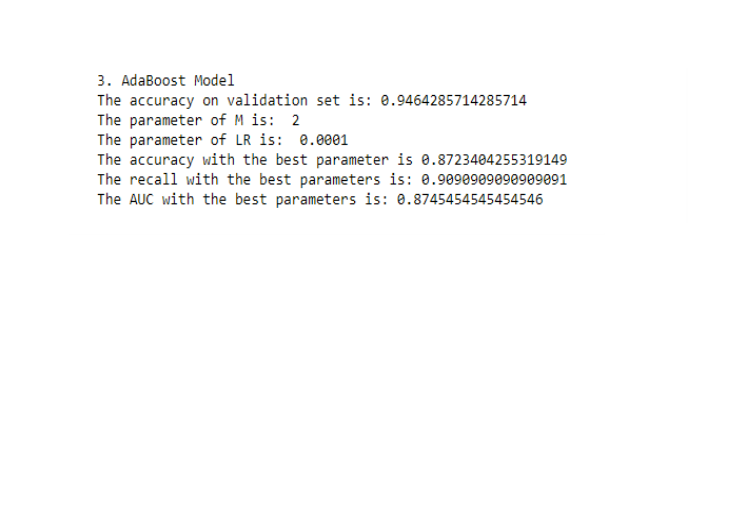 3. AdaBoost Model
The accuracy on validation set is: 0.9464285714285714
The parameter of M is:  2
The parameter of LR is:  0.0001
The accuracy with the best parameter is 0.8723404255319149
The recall with the best parameters is: 0.9090909090909091
The AUC with the best parameters is: 0.8745454545454546